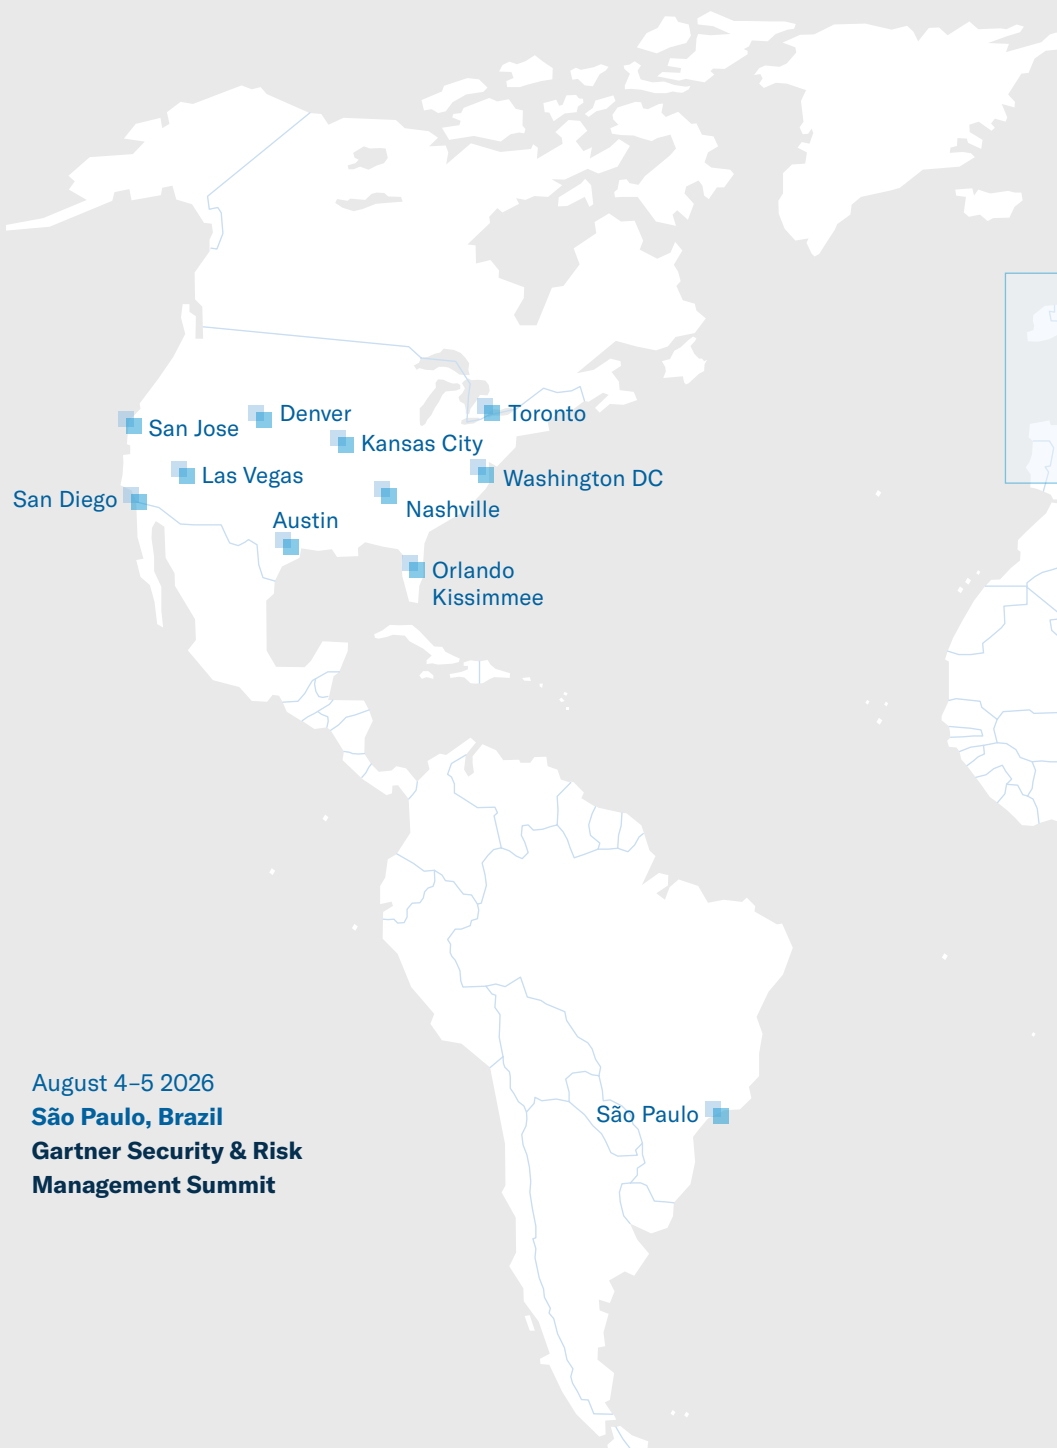 Denver
Toronto
San Jose
Kansas City
Las Vegas
Washington DC
San Diego
Nashville
Austin
Orlando
Kissimmee
August 4–5 2026
São Paulo, Brazil
Gartner Security & Risk
Management Summit
São Paulo